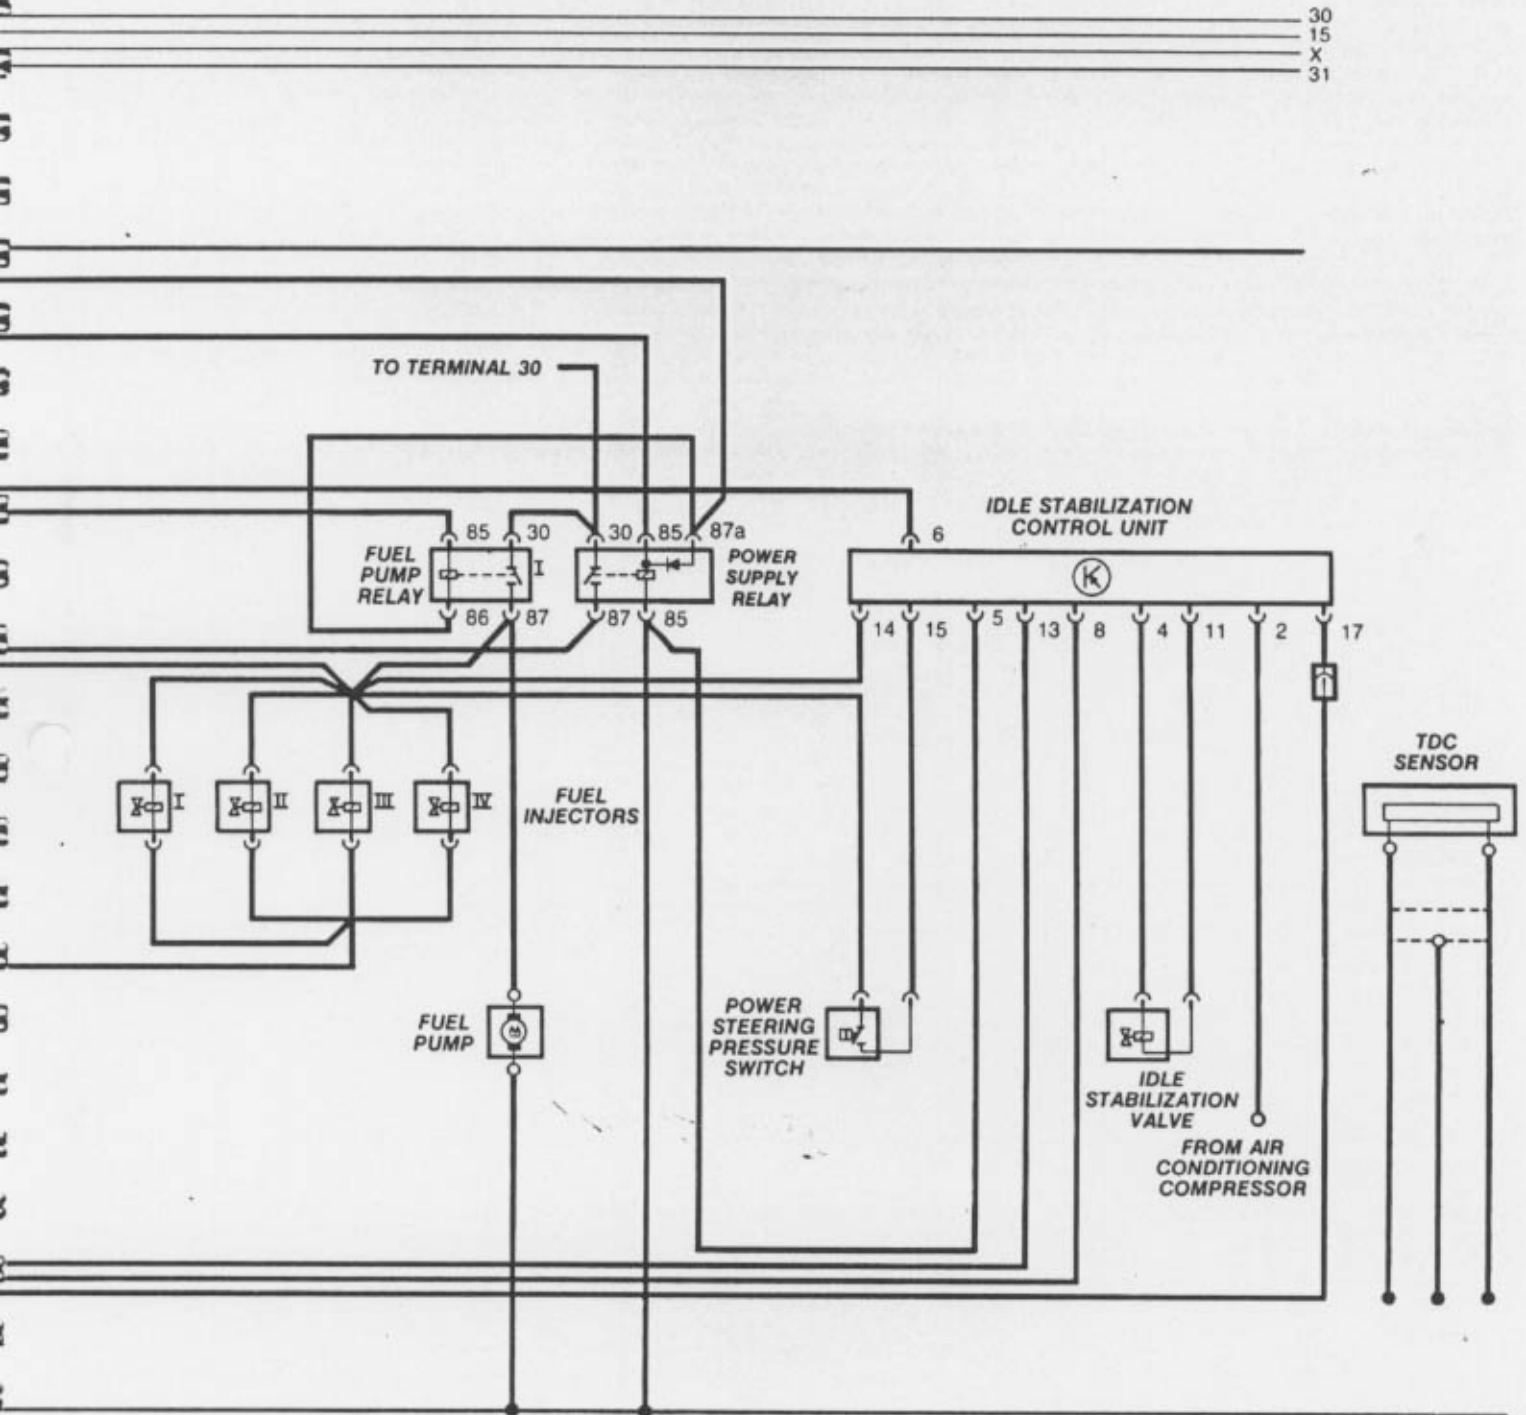 30
15
X
31
TO TERMINAL 30
IDLE STABILIZATION
CONTROL UNIT
85
30
30
85
87a
6
FUEL
PUMP
RELAY
I
POWER
SUPPLY
RELAY
86
87
87
85
14
15
5
13
8
4
11
2
17
TDC
SENSOR
I
II
III
IV
FUEL
INJECTORS
FUEL
PUMP
POWER
STEERING
PRESSURE
SWITCH
IDLE
STABILIZATION
VALVE
FROM AIR
CONDITIONING
COMPRESSOR